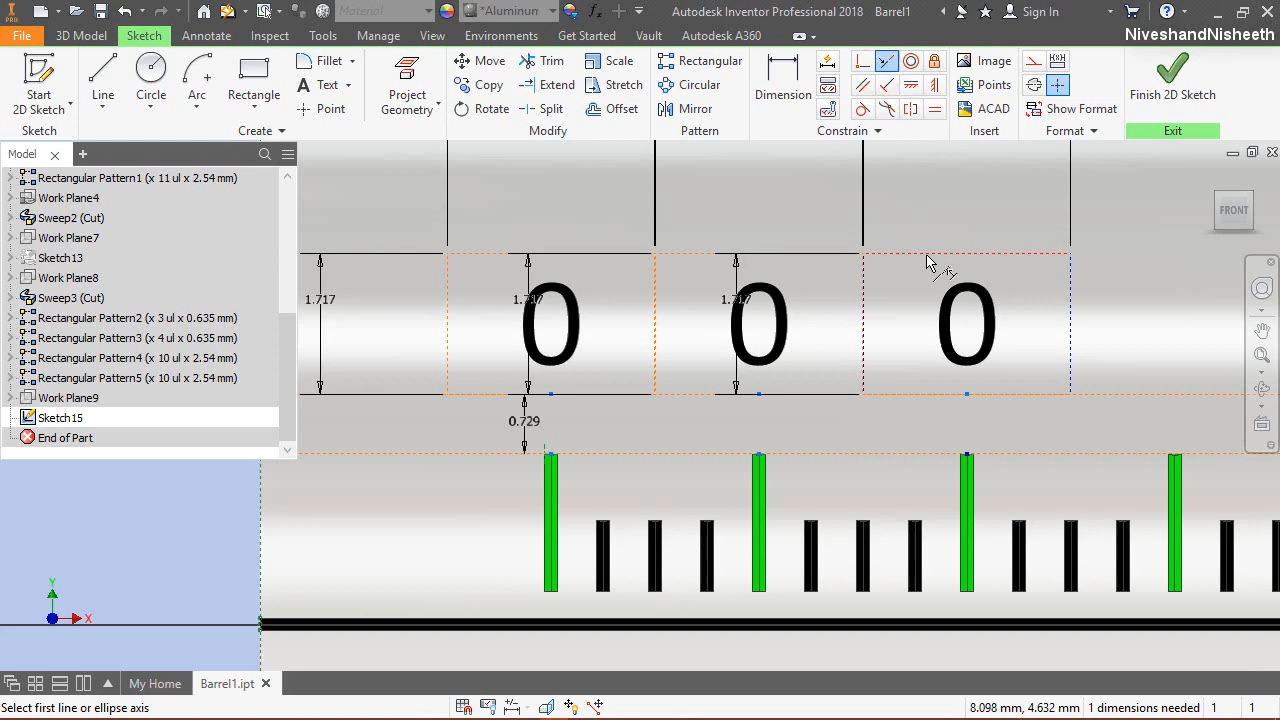 I PRO
Material
*Aluminum
Autodesk Inventor Professional 2018 Barrel1
Sign In
NiveshandNisheeth
File 3D Model Sketch Annotate Inspect Tools Manage View Environments Get Started Vault Autodesk A360
Start
2D Sketch
Line
Circle
Arc
Rectangle
Fillet
Text
Point
Project
Geometry
Move
Copy
Rotate
Trim
Extend
Split
Scale
Stretch
Offset
Rectangular
Circular
Mirror
Dimension
Image
Points
ACAD
Show Format
Finish 2D Sketch
Sketch Create Modify Pattern Constrain Insert Format Exit
Model
Rectangular Pattern1 (x 11 ul x 2.54 mm)
Work Plane4
Sweep2 (Cut)
Work Plane7
Sketch13
Work Plane8
Sweep3 (Cut)
Rectangular Pattern2 (x 3 ul x 0.635 mm)
Rectangular Pattern3 (x 4 ul x 0.635 mm)
Rectangular Pattern4 (x 10 ul x 2.54 mm)
Rectangular Pattern5 (x 10 ul x 2.54 mm)
Work Plane9
Sketch15
End of Part
FRONT
1.717 1.717 0 1.717 0 0
0.729
Y
X
My Home Barrel1.ipt
Select first line or ellipse axis
8.098 mm, 4.632 mm 1 dimensions needed 1 1